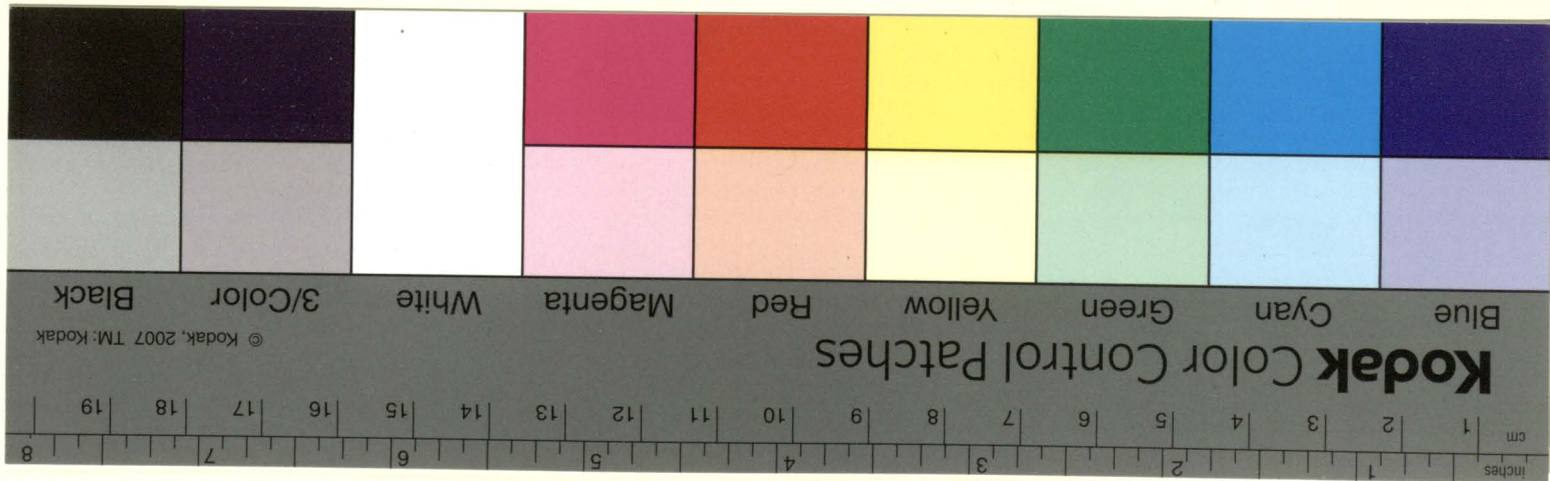 inches 1 2 3 4 5 6 7 8
cm 1 2 3 4 5 6 7 8 9 10 11 12 13 14 15 16 17 18 19
Kodak Color Control Patches
© Kodak, 2007 TM: Kodak
Blue Cyan Green Yellow Red Magenta White 3/Color Black